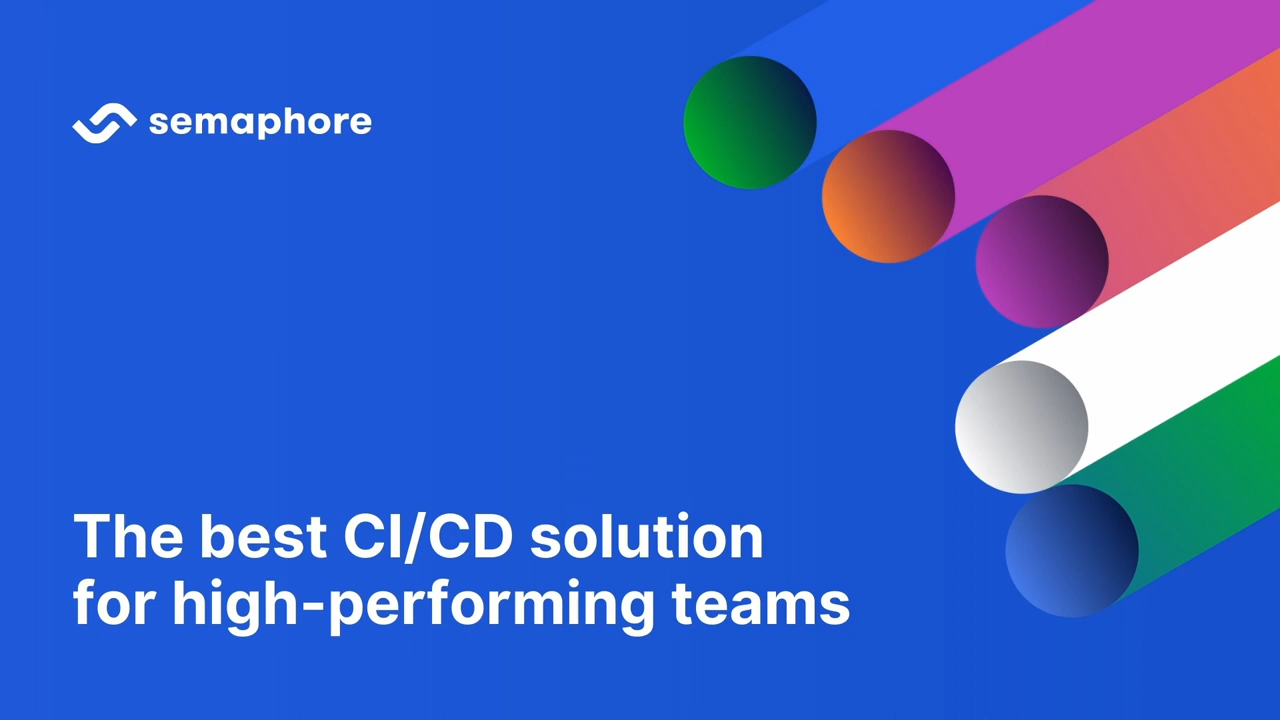 semaphore
The best CI/CD solution
for high-performing teams